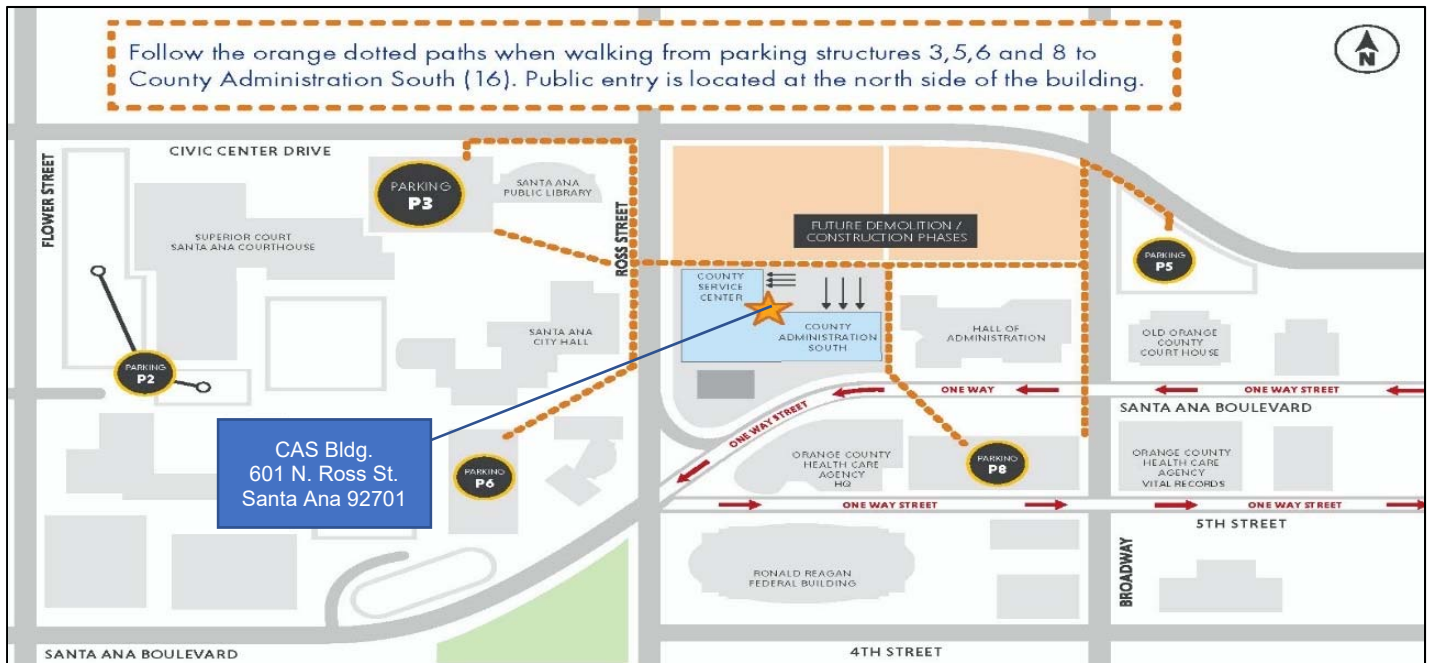 Follow the orange dotted paths when walking from parking structures 3,5,6 and 8 to
County Administration South (16). Public entry is located at the north side of the building.
N
CIVIC CENTER DRIVE
FLOWER STREET
PARKING
P3
SANTA ANA
PUBLIC LIBRARY
ROSS STREET
SUPERIOR COURT
SANTA ANA COURTHOUSE
FUTURE DEMOLITION /
CONSTRUCTION PHASES
PARKING
P5
COUNTY
SERVICE
CENTER
COUNTY
ADMINISTRATION
SOUTH
HALL OF
ADMINISTRATION
OLD ORANGE
COUNTY
COURT HOUSE
SANTA ANA
CITY HALL
PARKING
P2
ONE WAY
ONE WAY STREET
SANTA ANA BOULEVARD
ONE WAY STREET
CAS Bldg.
601 N. Ross St.
Santa Ana 92701
PARKING
P6
ORANGE COUNTY
HEALTH CARE
AGENCY
HQ
PARKING
P8
ORANGE COUNTY
HEALTH CARE
AGENCY
VITAL RECORDS
ONE WAY STREET
ONE WAY STREET
5TH STREET
BROADWAY
RONALD REAGAN
FEDERAL BUILDING
SANTA ANA BOULEVARD
4TH STREET